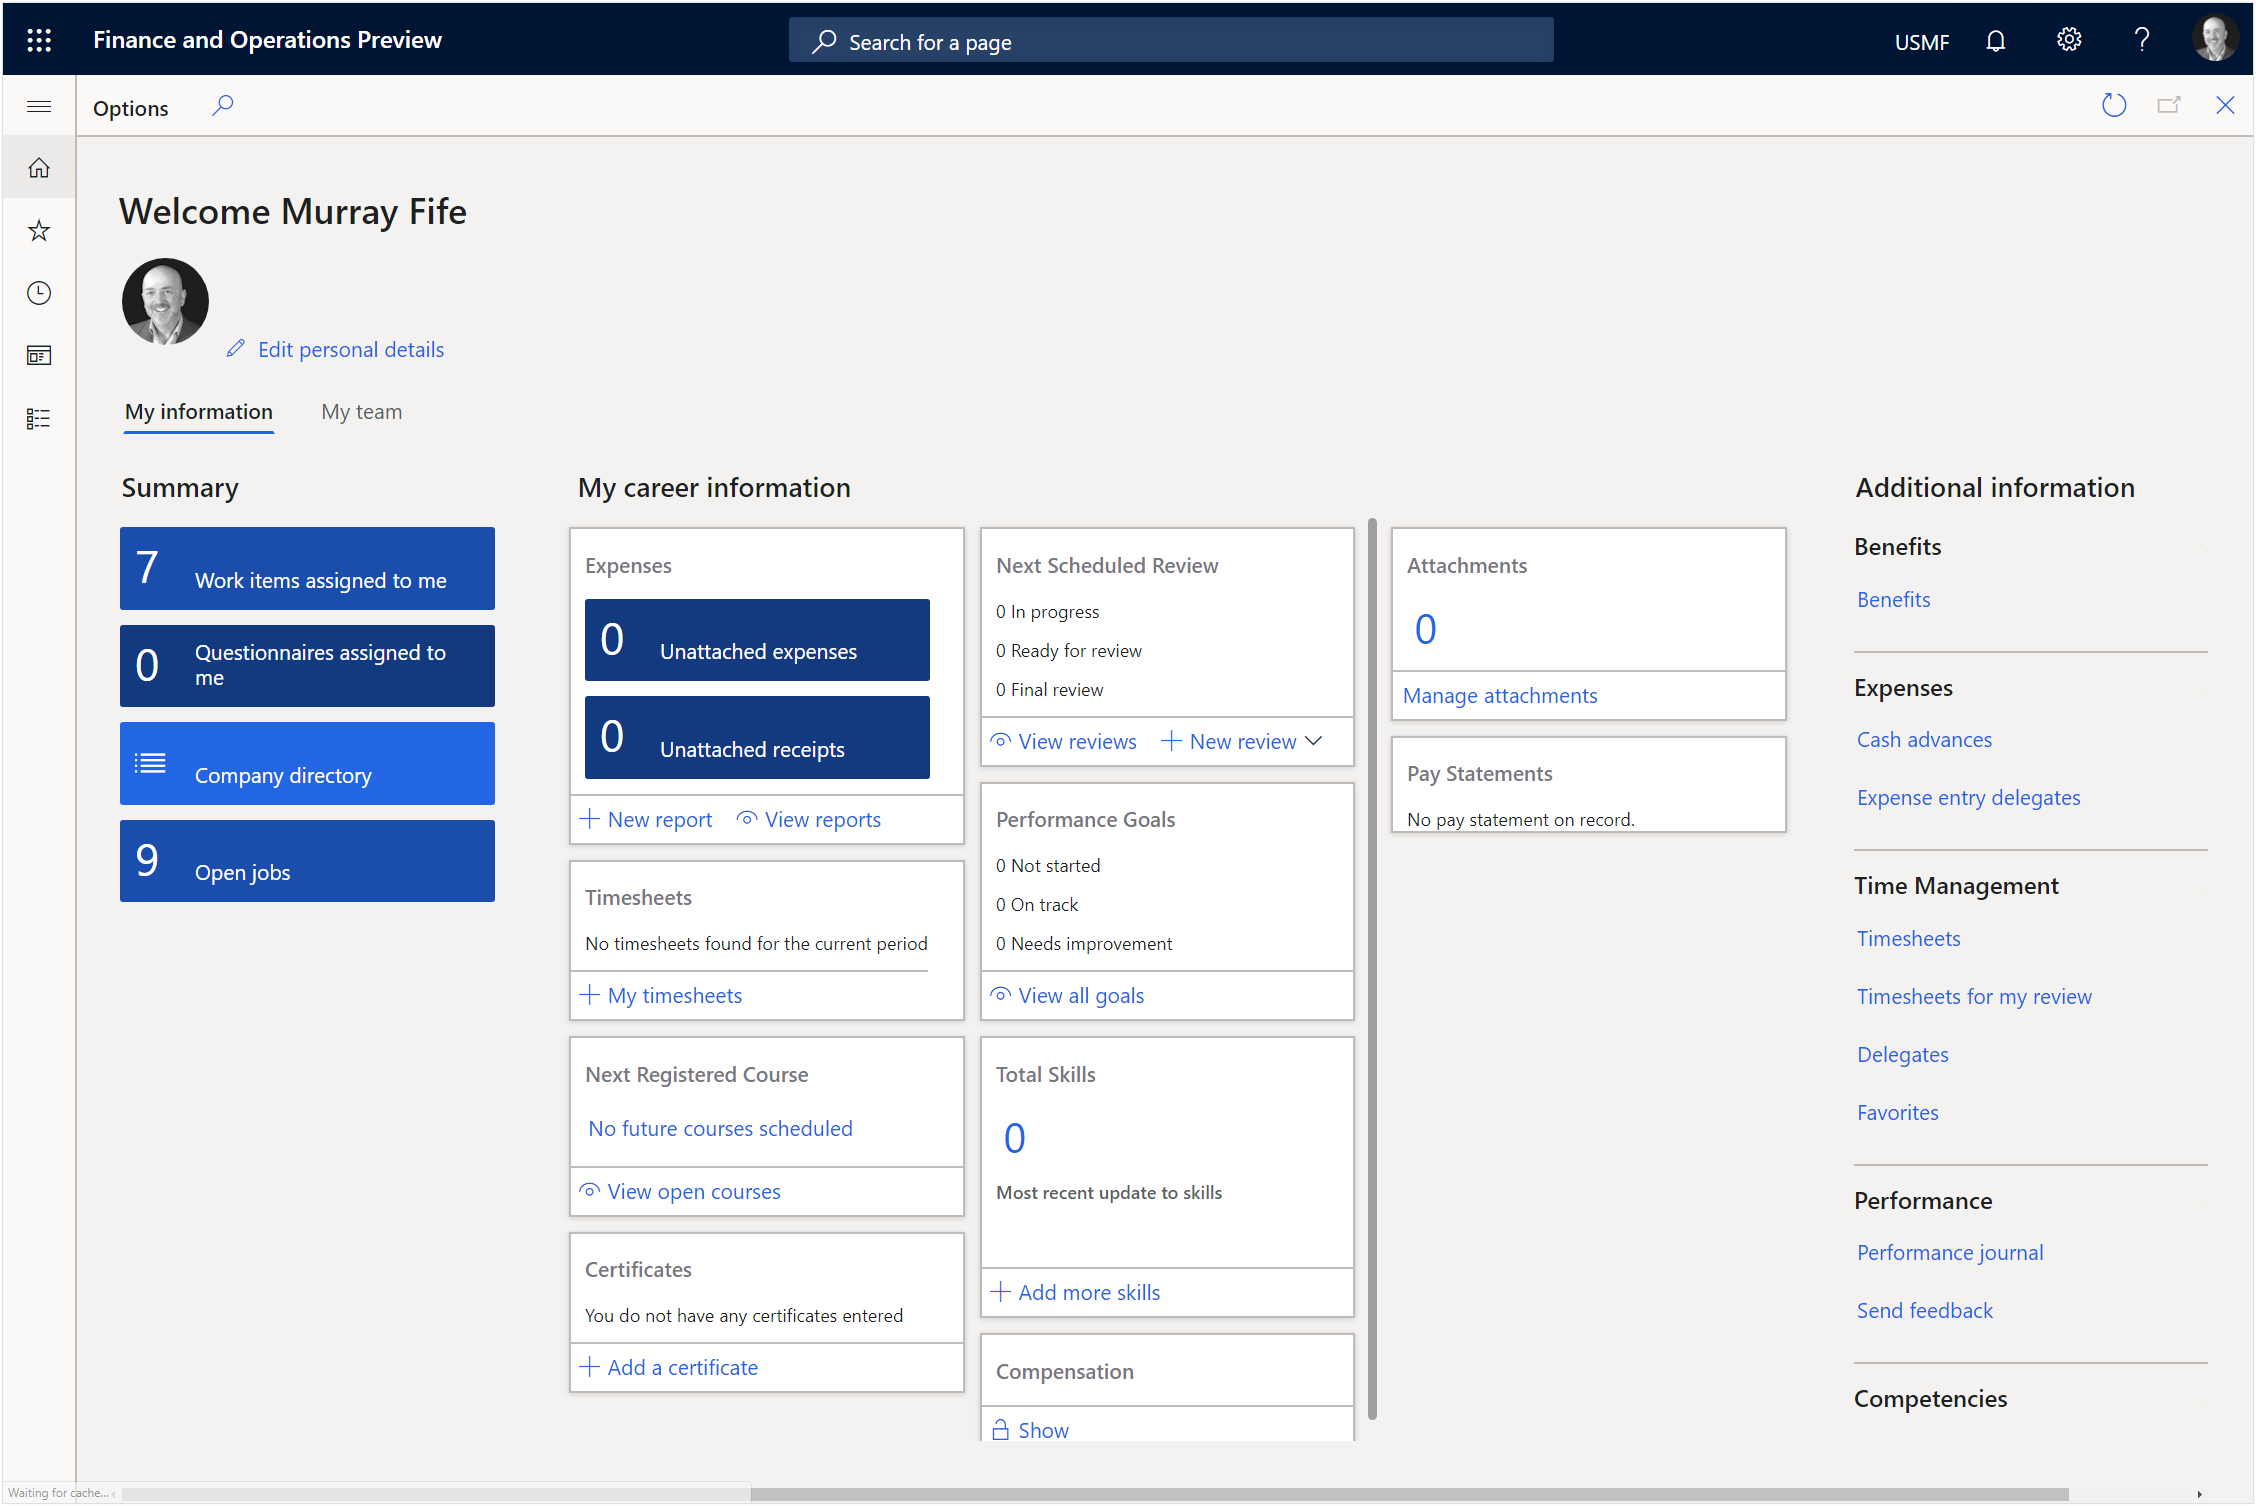 Finance and Operations Preview
Search for a page
USMF
Options
Welcome Murray Fife
Edit personal details
My information
My team
Summary
7
Work items assigned to me
0
Questionnaires assigned to
me
Company directory
9
Open jobs
My career information
Expenses
0
Unattached expenses
0
Unattached receipts
New report
View reports
Timesheets
No timesheets found for the current period
My timesheets
Next Registered Course
No future courses scheduled
View open courses
Certificates
You do not have any certificates entered
Add a certificate
Next Scheduled Review
0 In progress
0 Ready for review
0 Final review
View reviews
New review
Performance Goals
0 Not started
0 On track
0 Needs improvement
View all goals
Total Skills
0
Most recent update to skills
Add more skills
Compensation
Show
Attachments
0
Manage attachments
Pay Statements
No pay statement on record.
Additional information
Benefits
Benefits
Expenses
Cash advances
Expense entry delegates
Time Management
Timesheets
Timesheets for my review
Delegates
Favorites
Performance
Performance journal
Send feedback
Competencies
Waiting for cache...